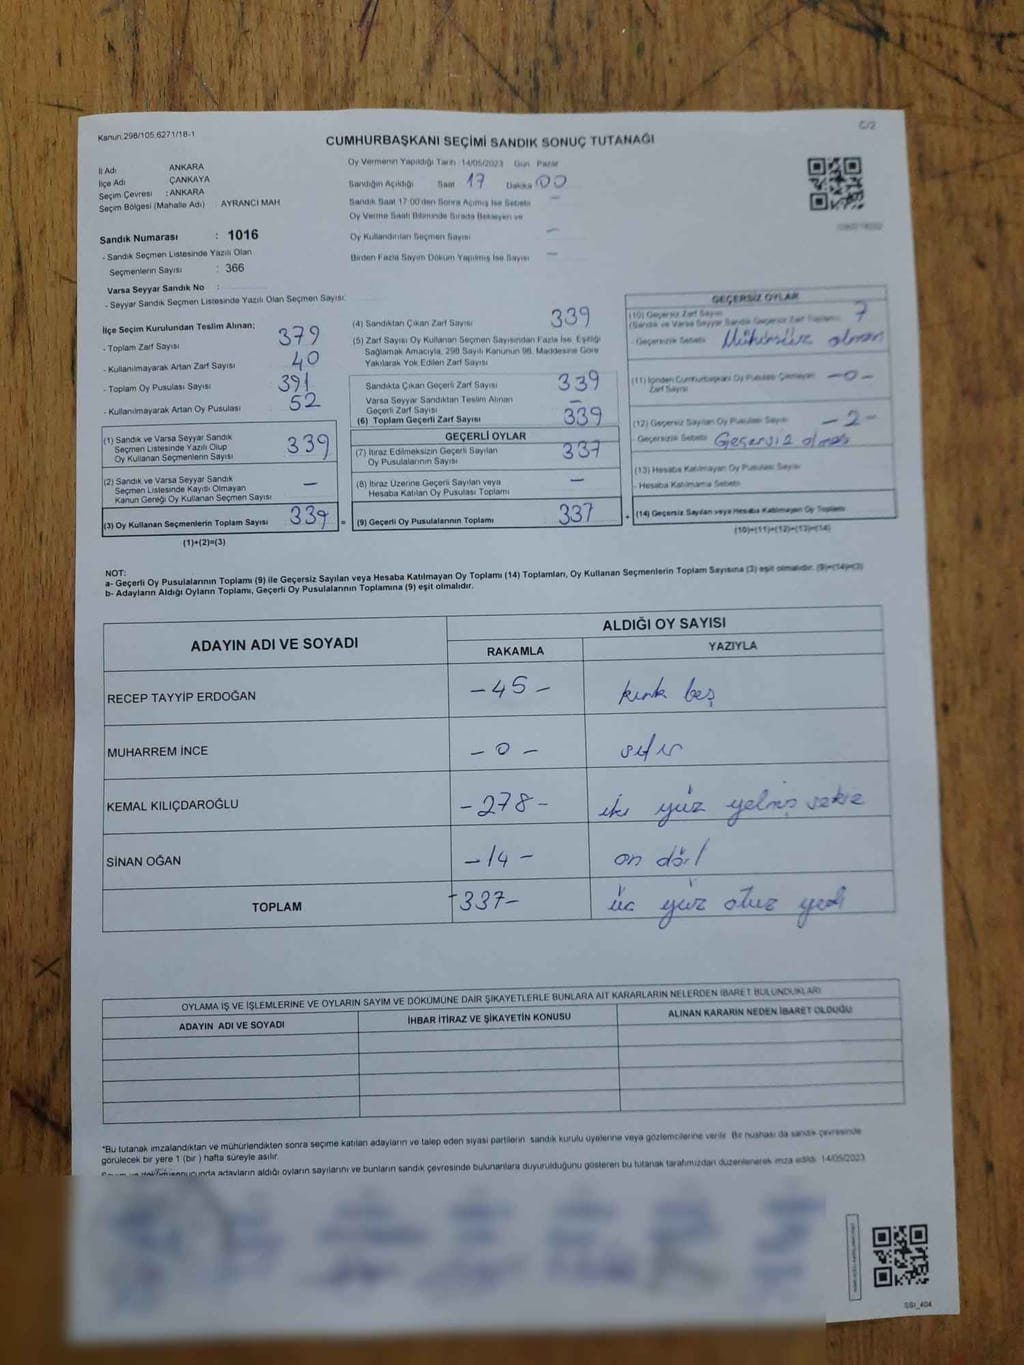 Kanun:298/105,6271/18-1
C/2
CUMHURBAŞKANI SEÇİMİ SANDIK SONUÇ TUTANAĞI
İl Adı ANKARA
İlçe Adı ÇANKAYA
Seçim Çevresi : ANKARA
Seçim Bölgesi (Mahalle Adı) : AYRANCI MAH
Oy Vermenin Yapıldığı Tarih :14/05/2023 Gün Pazar
Sandığın Açıldığı Saat 17 Dakika 00
Sandık Saat 17.00'den Sonra Açılmış İse Sebebi —
Oy Verme Saati Bitiminde Sırada Bekleyen ve
Oy Kullandırılan Seçmen Sayısı —
Birden Fazla Sayım Döküm Yapılmış İse Sayısı —
Sandık Numarası : 1016
- Sandık Seçmen Listesinde Yazılı Olan
Seçmenlerin Sayısı : 366
Varsa Seyyar Sandık No :
- Seyyar Sandık Seçmen Listesinde Yazılı Olan Seçmen Sayısı:
İlçe Seçim Kurulundan Teslim Alınan;
- Toplam Zarf Sayısı 379
- Kullanılmayarak Artan Zarf Sayısı 40
- Toplam Oy Pusulası Sayısı 391
- Kullanılmayarak Artan Oy Pusulası 52
(1) Sandık ve Varsa Seyyar Sandık
Seçmen Listesinde Yazılı Olup
Oy Kullanan Seçmenlerin Sayısı 339
(2) Sandık ve Varsa Seyyar Sandık
Seçmen Listesinde Kayıtlı Olmayan
Kanun Gereği Oy Kullanan Seçmen Sayısı —
(3) Oy Kullanan Seçmenlerin Toplam Sayısı 339 =
(1)+(2)=(3)
(4) Sandıktan Çıkan Zarf Sayısı 339
(5) Zarf Sayısı Oy Kullanan Seçmen Sayısından Fazla İse, Eşitliği
Sağlamak Amacıyla, 298 Sayılı Kanunun 98. Maddesine Göre
Yakılarak Yok Edilen Zarf Sayısı
Sandıkta Çıkan Geçerli Zarf Sayısı 339
Varsa Seyyar Sandıktan Teslim Alınan
Geçerli Zarf Sayısı —
(6) Toplam Geçerli Zarf Sayısı 339
GEÇERLİ OYLAR
(7) İtiraz Edilmeksizin Geçerli Sayılan
Oy Pusulalarının Sayısı 337
(8) İtiraz Üzerine Geçerli Sayılan veya
Hesaba Katılan Oy Pusulası Toplamı —
(9) Geçerli Oy Pusulalarının Toplamı 337 +
GEÇERSİZ OYLAR
(10) Geçersiz Zarf Sayısı 7
(Sandık ve Varsa Seyyar Sandık Geçersiz Zarf Toplamı)
- Geçersizlik Sebebi Mühürsüz olması
(11) İçinden Cumhurbaşkanı Oy Pusulası Çıkmayan -0-
Zarf Sayısı
(12) Geçersiz Sayılan Oy Pusulası Sayısı -2-
- Geçersizlik Sebebi Geçersiz olması
(13) Hesaba Katılmayan Oy Pusulası Sayısı
- Hesaba Katılmama Sebebi
(14) Geçersiz Sayılan veya Hesaba Katılmayan Oy Toplamı
(10)+(11)+(12)+(13)=(14)
NOT:
a- Geçerli Oy Pusulalarının Toplamı (9) ile Geçersiz Sayılan veya Hesaba Katılmayan Oy Toplamı (14) Toplamları, Oy Kullanan Seçmenlerin Toplam Sayısına (3) eşit olmalıdır. (9)+(14)=(3)
b- Adayların Aldığı Oyların Toplamı, Geçerli Oy Pusulalarının Toplamına (9) eşit olmalıdır.
ADAYIN ADI VE SOYADI ALDIĞI OY SAYISI
RAKAMLA YAZIYLA
RECEP TAYYİP ERDOĞAN -45- kırk beş
MUHARREM İNCE -0- sıfır
KEMAL KILIÇDAROĞLU -278- iki yüz yetmiş sekiz
SİNAN OĞAN -14- on dört
TOPLAM -337- üç yüz otuz yedi
OYLAMA İŞ VE İŞLEMLERİNE VE OYLARIN SAYIM VE DÖKÜMÜNE DAİR ŞİKAYETLERLE BUNLARA AİT KARARLARIN NELERDEN İBARET BULUNDUKLARI
ADAYIN ADI VE SOYADI İHBAR İTİRAZ VE ŞİKAYETİN KONUSU ALINAN KARARIN NEDEN İBARET OLDUĞU
*Bu tutanak imzalandıktan ve mühürlendikten sonra seçime katılan adayların ve talep eden siyasi partilerin sandık kurulu üyelerine veya gözlemcilerine verilir. Bir nüshası da sandık çevresinde
görülecek bir yere 1 (bir) hafta süreyle asılır.
adayların aldığı oyların sayılarını ve bunların sandık çevresinde bulunanlara duyurulduğunu gösteren bu tutanak tarafımızdan düzenlenerek imza edildi. 14/05/2023
SSI_404